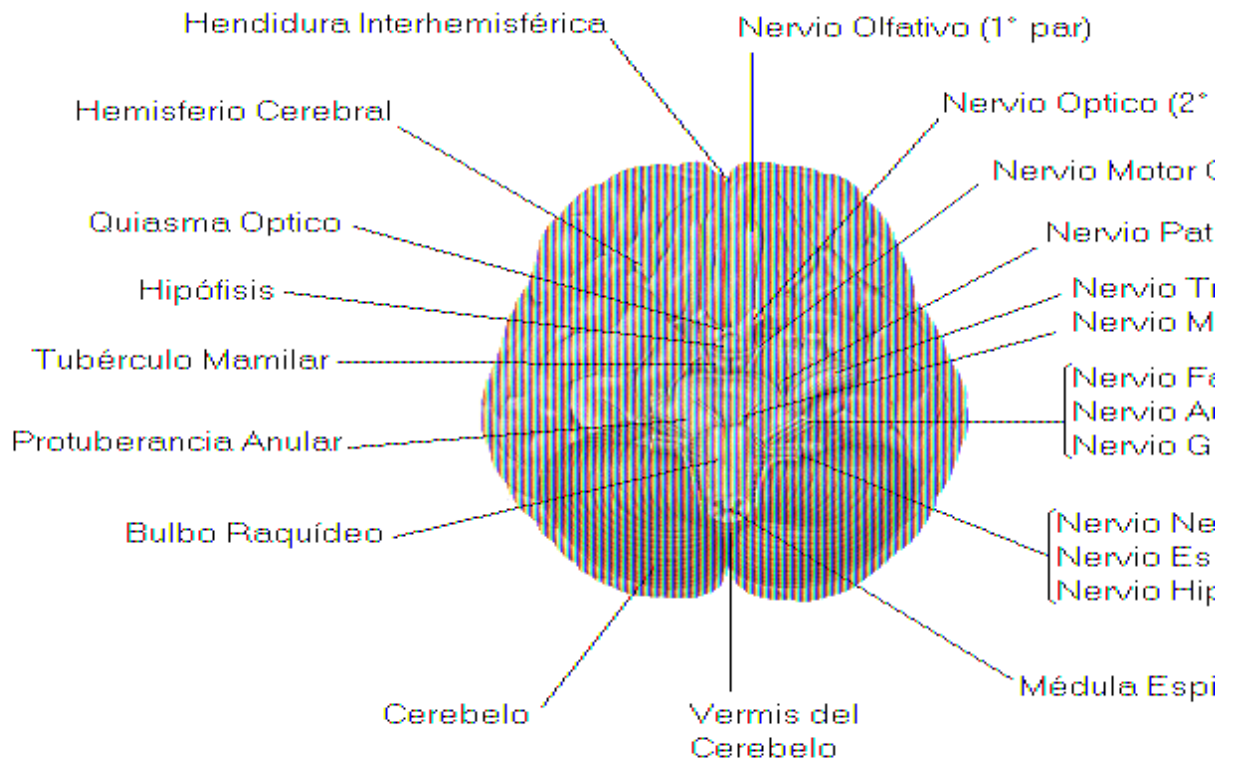 Hendidura Interhemisférica
Nervio Olfativo (1° par)
Hemisferio Cerebral
Nervio Optico (2°
Nervio Motor
Quiasma Optico
Nervio Pat
Hipófisis
Nervio
Nervio M
Tubérculo Mamilar
Nervio Fa
Nervio
Nervio G
Protuberancia Anular
Bulbo Raquídeo
Nervio Ne
Nervio Es
Nervio Hip
Médula Espi
Cerebelo
Vermis del
Cerebelo